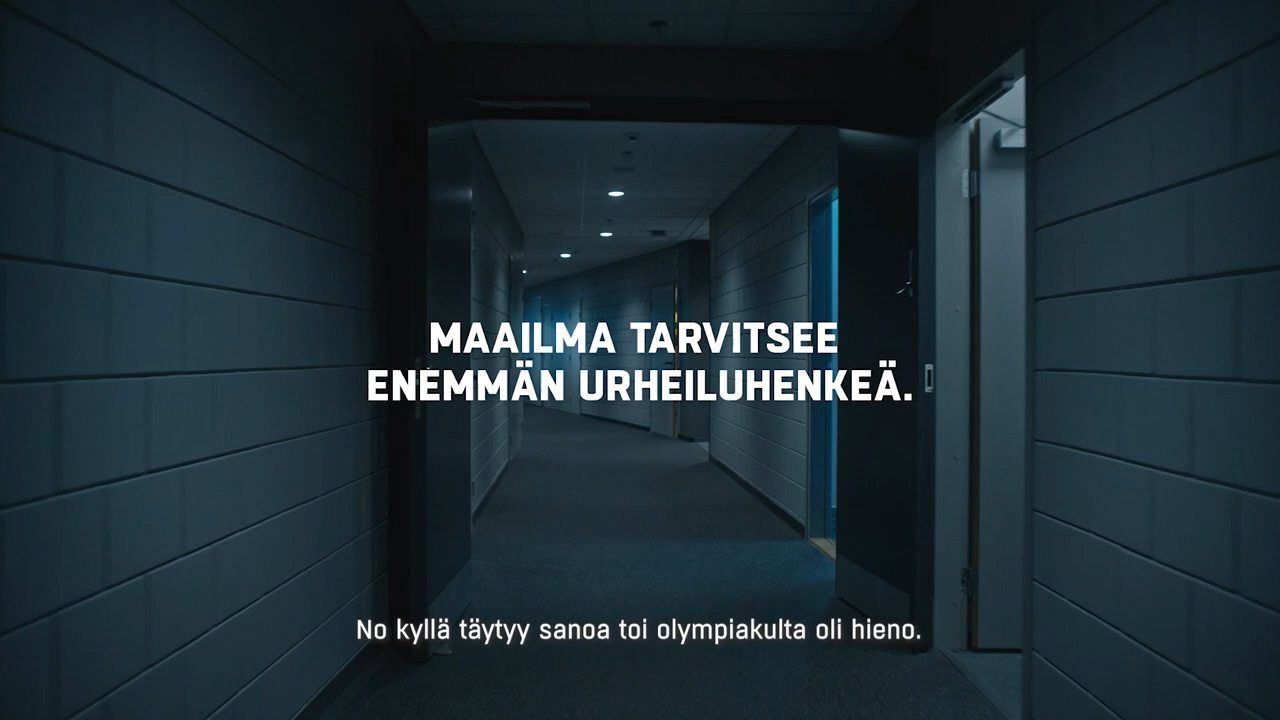 MAAILMA TARVITSEE
ENEMMÄN URHEILUHENKEÄ.
No kyllä täytyy sanoa toi olympiakulta oli hieno.